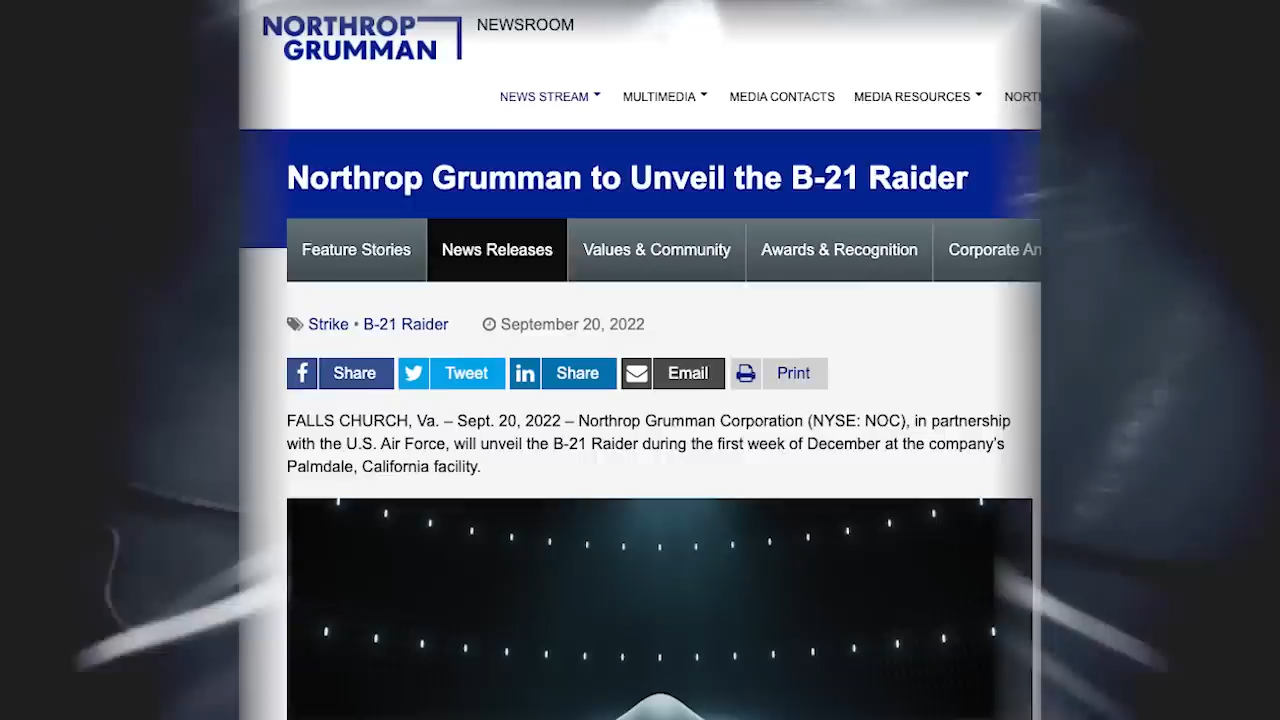 NORTHROP
GRUMMAN
NEWSROOM
NEWS STREAM MULTIMEDIA MEDIA CONTACTS MEDIA RESOURCES
Northrop Grumman to Unveil the B-21 Raider
Feature Stories News Releases Values & Community Awards & Recognition Corporate
Strike • B-21 Raider September 20, 2022
Share Tweet Share Email Print
FALLS CHURCH, Va. – Sept. 20, 2022 – Northrop Grumman Corporation (NYSE: NOC), in partnership
with the U.S. Air Force, will unveil the B-21 Raider during the first week of December at the company's
Palmdale, California facility.